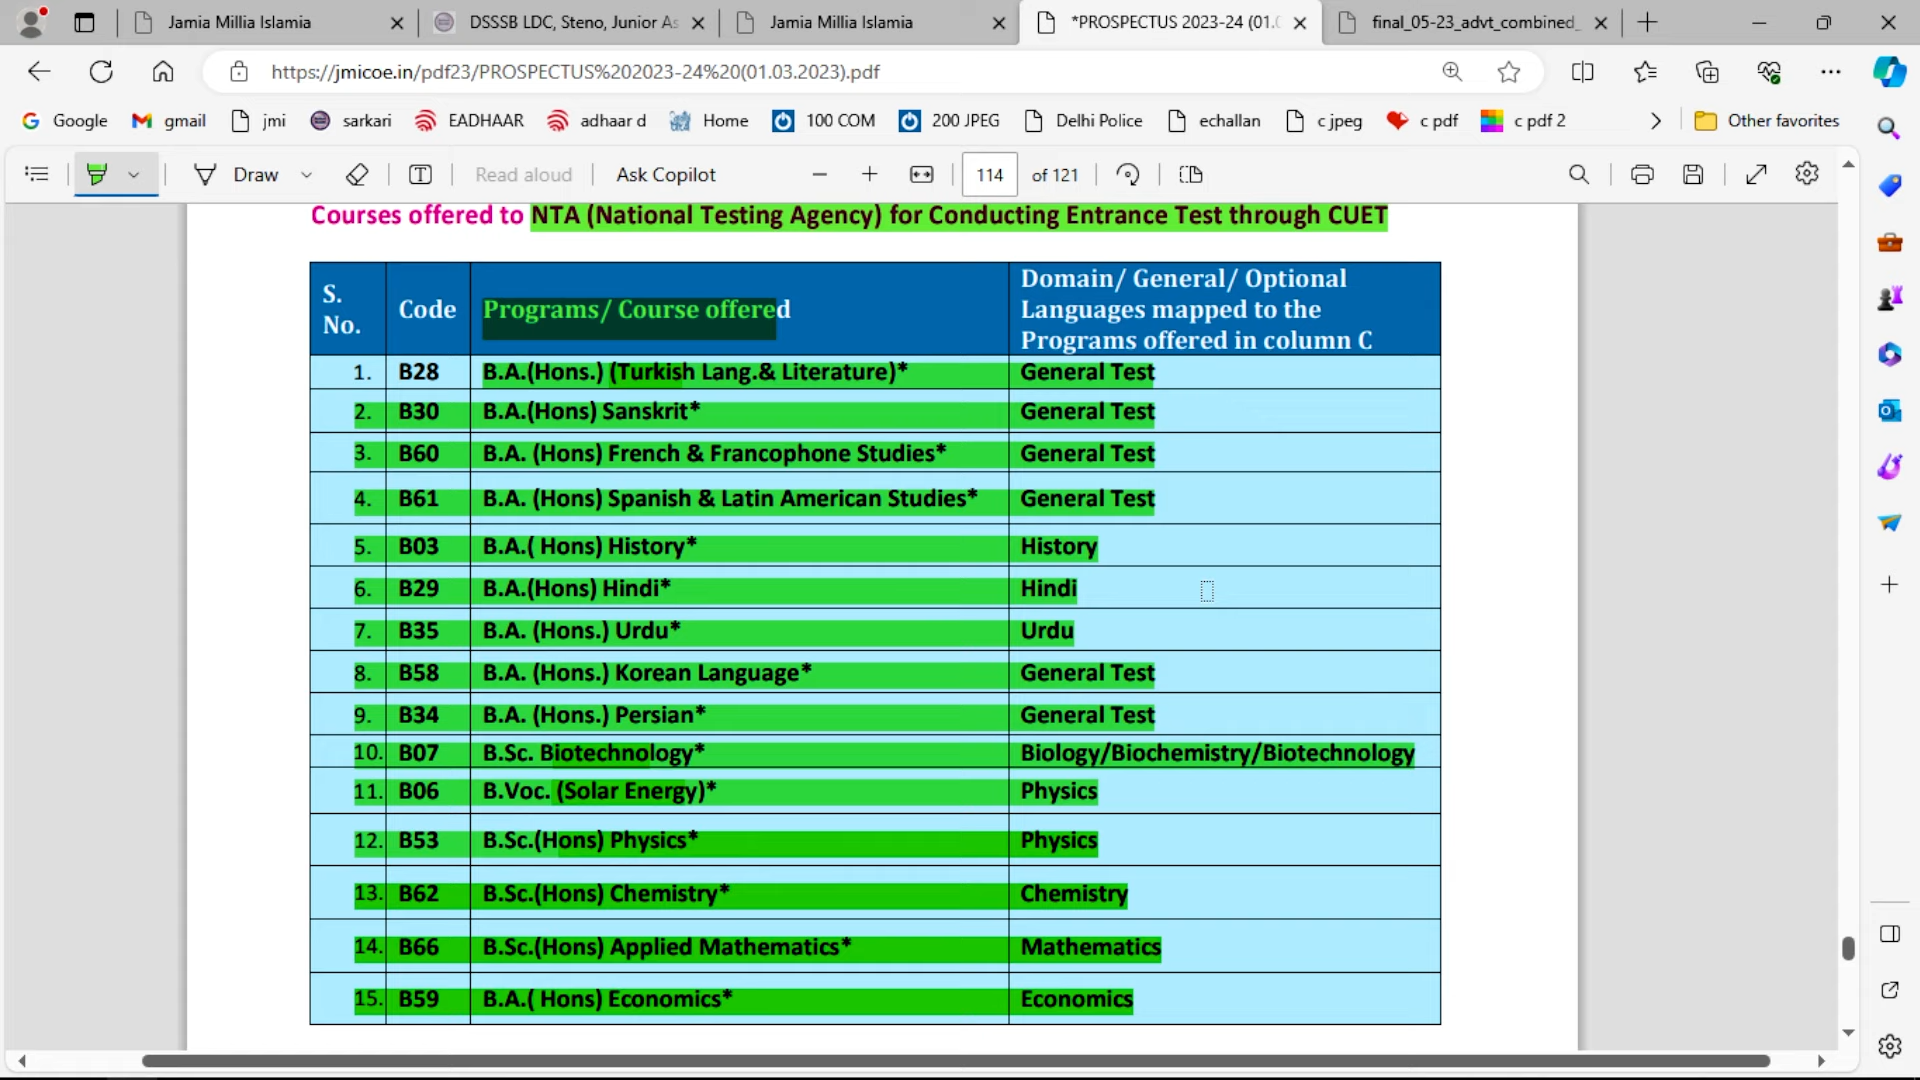 Jamia Millia Islamia
DSSSB LDC, Steno, Junior As
Jamia Millia Islamia
*PROSPECTUS 2023-24 (01.0
final_05-23_advt_combined_
https://jmicoe.in/pdf23/PROSPECTUS%202023-24%20(01.03.2023).pdf
Google
gmail
jmi
sarkari
EADHAAR
adhaar d
Home
100 COM
200 JPEG
Delhi Police
echallan
c jpeg
c pdf
c pdf 2
Other favorites
Draw
Read aloud
Ask Copilot
114 of 121
Courses offered to NTA (National Testing Agency) for Conducting Entrance Test through CUET
S. No. Code Programs/ Course offered Domain/ General/ Optional
Languages mapped to the
Programs offered in column C
1. B28 B.A.(Hons.) (Turkish Lang.& Literature)* General Test
2. B30 B.A.(Hons) Sanskrit* General Test
3. B60 B.A. (Hons) French & Francophone Studies* General Test
4. B61 B.A. (Hons) Spanish & Latin American Studies* General Test
5. B03 B.A.( Hons) History* History
6. B29 B.A.(Hons) Hindi* Hindi
7. B35 B.A. (Hons.) Urdu* Urdu
8. B58 B.A. (Hons.) Korean Language* General Test
9. B34 B.A. (Hons.) Persian* General Test
10. B07 B.Sc. Biotechnology* Biology/Biochemistry/Biotechnology
11. B06 B.Voc. (Solar Energy)* Physics
12. B53 B.Sc.(Hons) Physics* Physics
13. B62 B.Sc.(Hons) Chemistry* Chemistry
14. B66 B.Sc.(Hons) Applied Mathematics* Mathematics
15. B59 B.A.( Hons) Economics* Economics